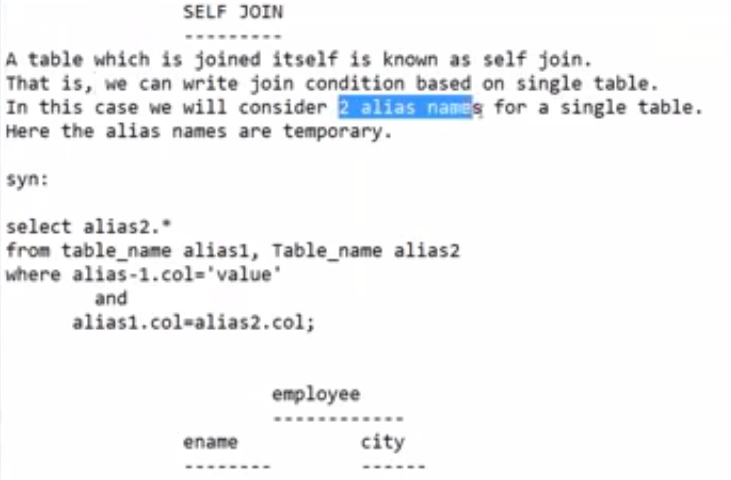 SELF JOIN
---------
A table which is joined itself is known as self join.
That is, we can write join condition based on single table.
In this case we will consider 2 alias names for a single table.
Here the alias names are temporary.
syn:
select alias2.*
from table_name alias1, Table_name alias2
where alias-1.col='value'
and
alias1.col=alias2.col;
employee
------------
ename city
-------- ------